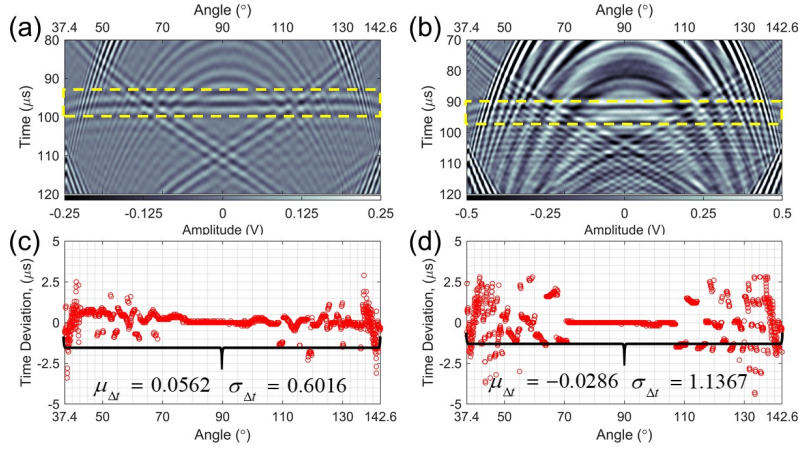 (a)
Angle (°)
37.4 50 70 90 110 130 142.6
70
80
90
100
110
120
Time (μs)
-0.25 -0.125 0 0.125 0.25
Amplitude (V)
(b)
Angle (°)
37.4 50 70 90 110 130 142.6
70
80
90
100
110
120
Time (μs)
-0.5 -0.25 0 0.25 0.5
Amplitude (V)
(c)
5
2.5
0
-2.5
-5
Time Deviation, (μs)
μΔt = 0.0562 σΔt = 0.6016
37.4 50 70 90 110 130 142.6
Angle (°)
(d)
5
2.5
0
-2.5
-5
Time Deviation, (μs)
μΔt = −0.0286 σΔt = 1.1367
37.4 50 70 90 110 130 142.6
Angle (°)